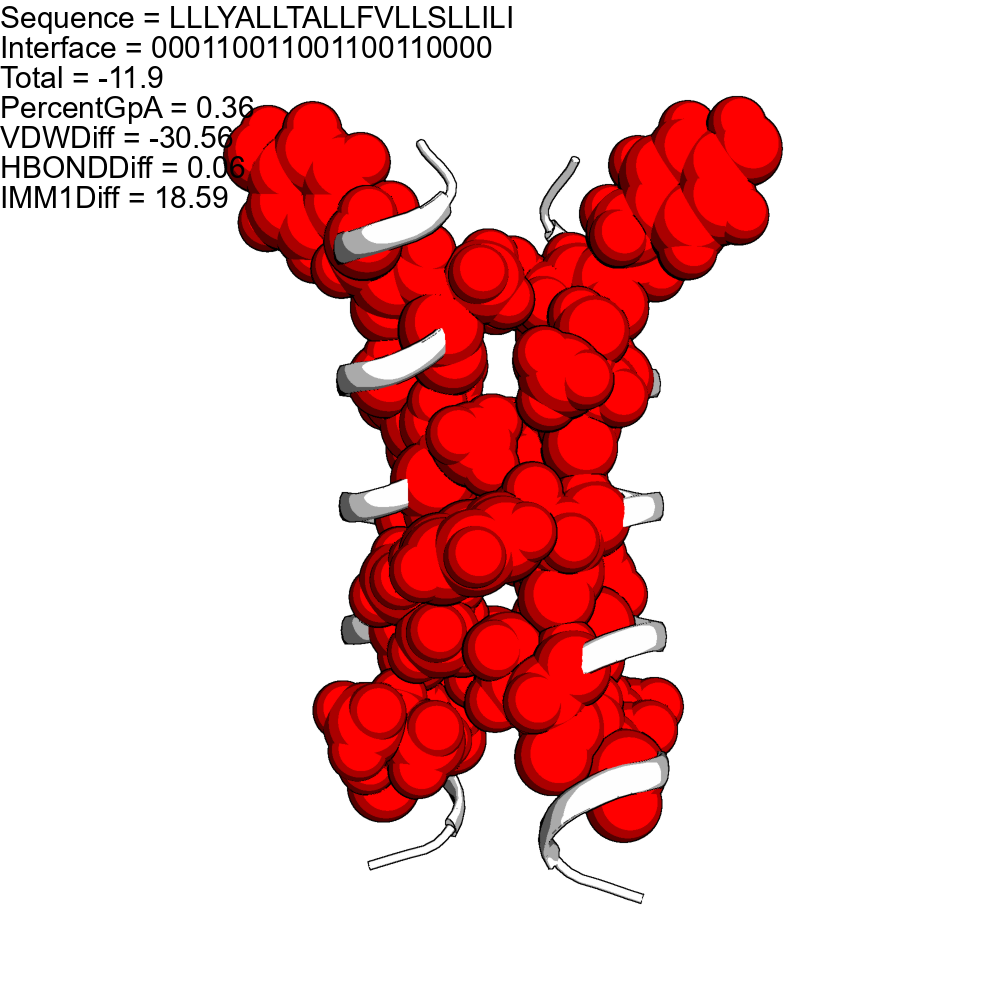 Sequence = LLLYALLTALLFVLLSLLILI
Interface = 000110011001100110000
Total = -11.9
PercentGpA = 0.36
VDWDiff = -30.56
HBONDDiff = 0.06
IMM1Diff = 18.59